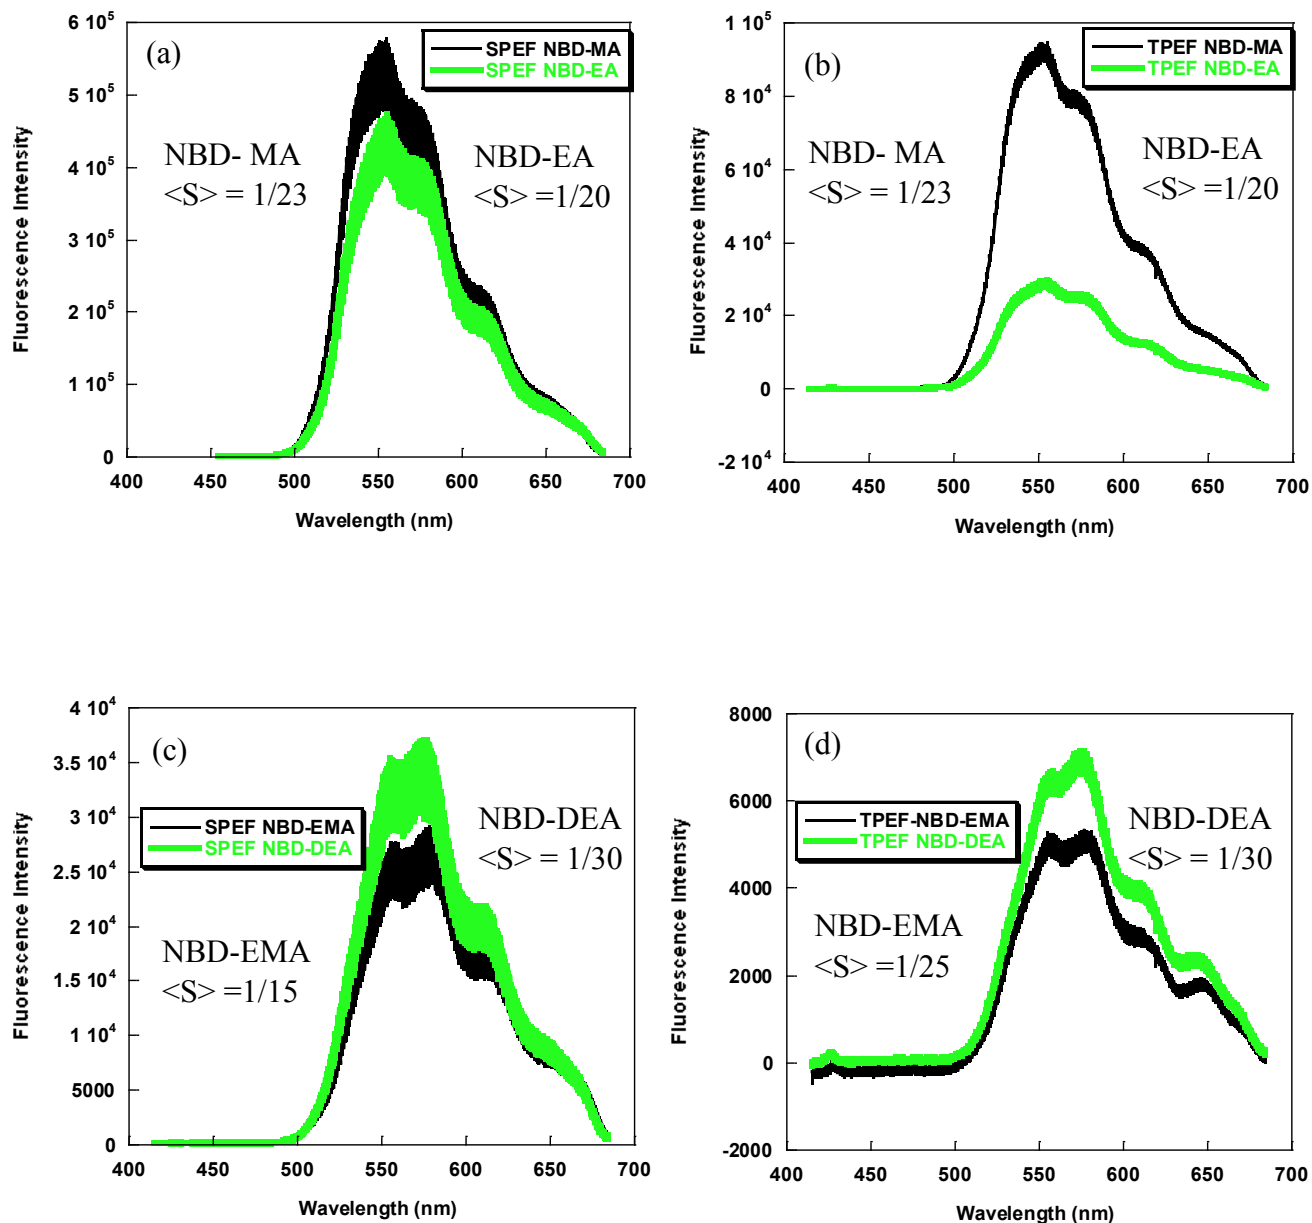 (a)
SPEF NBD-MA
SPEF NBD-EA
NBD- MA
<S> = 1/23
NBD-EA
<S> =1/20
6 10^5
5 10^5
4 10^5
3 10^5
2 10^5
1 10^5
0
400 450 500 550 600 650 700
Fluorescence Intensity
Wavelength (nm)
(b)
TPEF NBD-MA
TPEF NBD-EA
NBD- MA
<S> = 1/23
NBD-EA
<S> =1/20
1 10^5
8 10^4
6 10^4
4 10^4
2 10^4
0
-2 10^4
400 450 500 550 600 650 700
Fluorescence Intensity
Wavelength (nm)
(c)
SPEF NBD-EMA
SPEF NBD-DEA
NBD-DEA
<S> = 1/30
NBD-EMA
<S> =1/15
4 10^4
3.5 10^4
3 10^4
2.5 10^4
2 10^4
1.5 10^4
1 10^4
5000
0
400 450 500 550 600 650 700
Fluorescence Intensity
Wavelength (nm)
(d)
TPEF-NBD-EMA
TPEF NBD-DEA
NBD-DEA
<S> = 1/30
NBD-EMA
<S> =1/25
8000
6000
4000
2000
0
-2000
400 450 500 550 600 650 700
Fluorescence Intensity
Wavelength (nm)